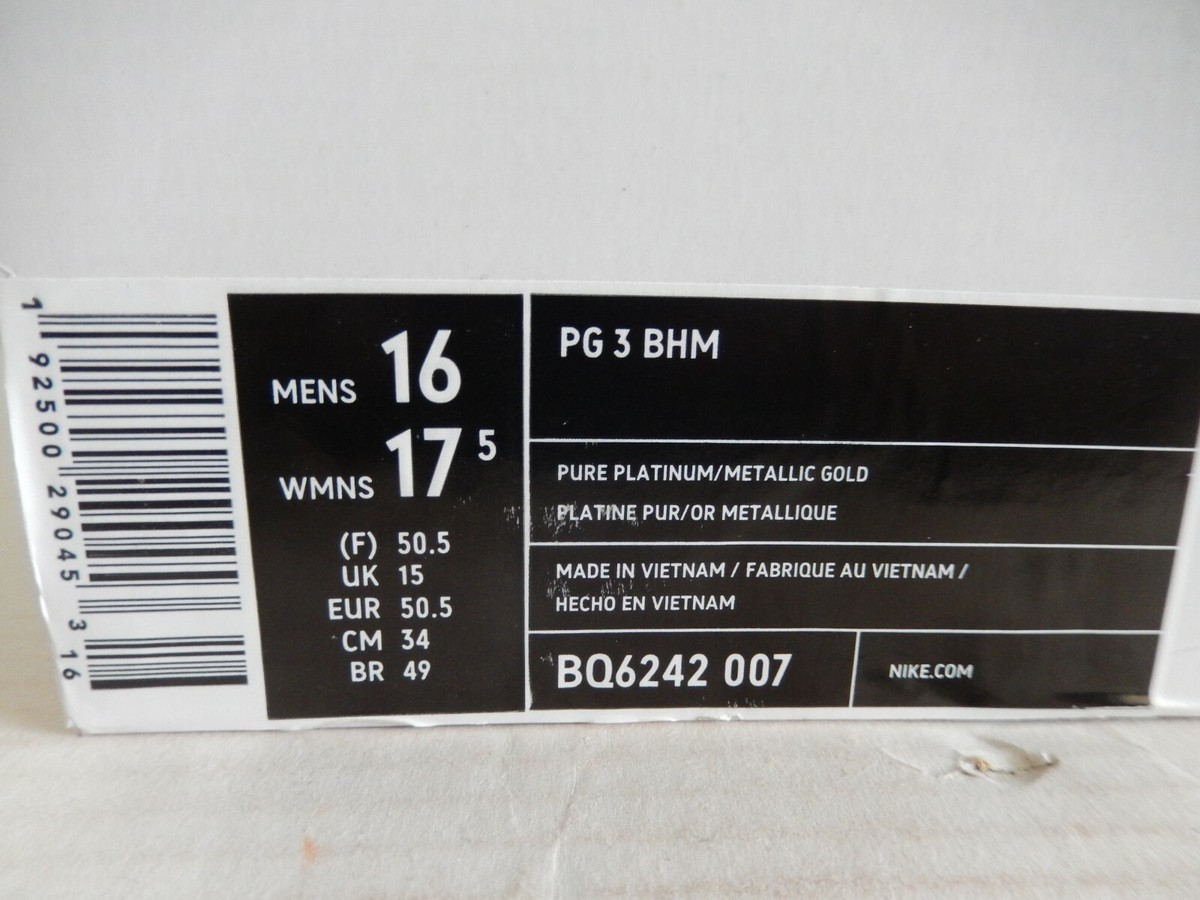 1 92500 29045 3 16
MENS 16
WMNS 17 5
(F) 50.5
UK 15
EUR 50.5
CM 34
BR 49
PG 3 BHM
PURE PLATINUM/METALLIC GOLD
PLATINE PUR/OR METALLIQUE
MADE IN VIETNAM / FABRIQUE AU VIETNAM /
HECHO EN VIETNAM
BQ6242 007
NIKE.COM